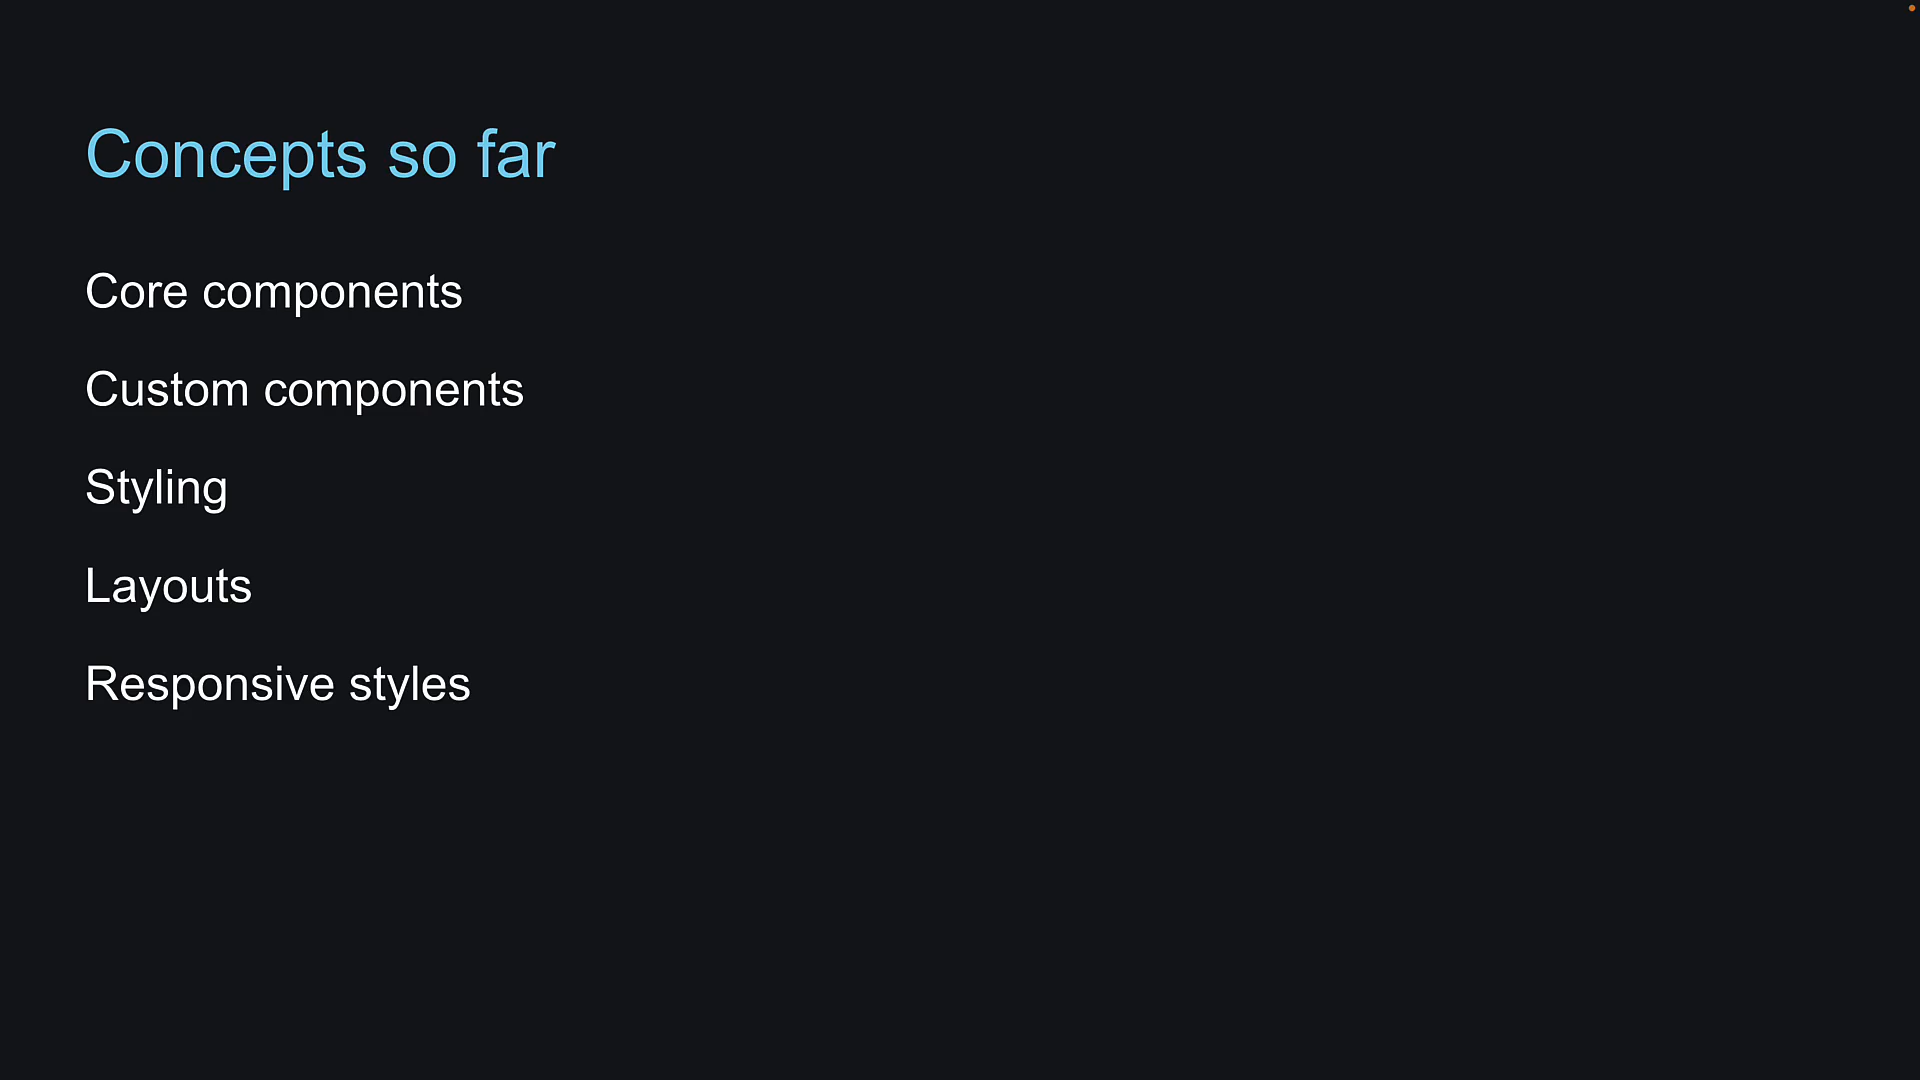 Concepts so far
Core components
Custom components
Styling
Layouts
Responsive styles